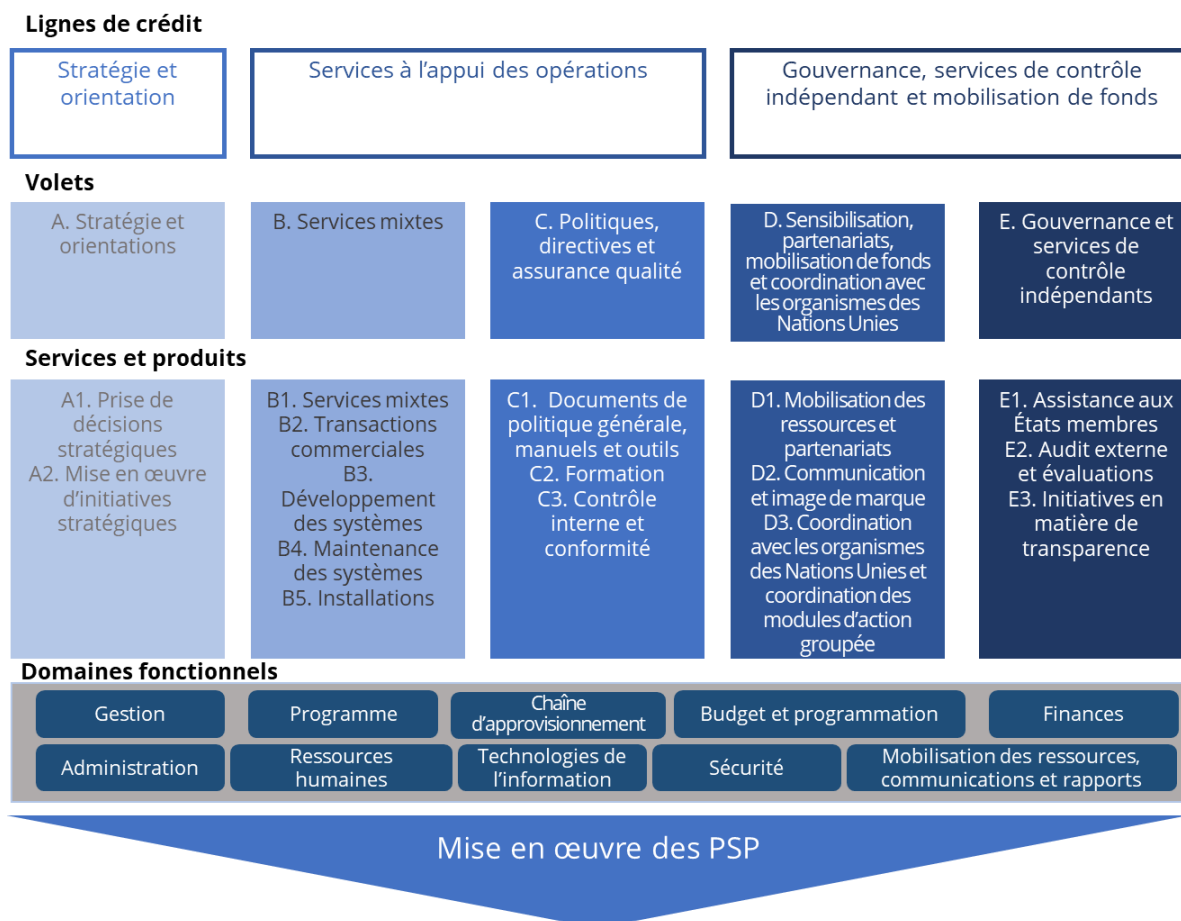 Lignes de crédit
Stratégie et
orientation
Services à l'appui des opérations
Gouvernance, services de contrôle
indépendant et mobilisation de fonds
Volets
A. Stratégie et
orientations
B. Services mixtes
C. Politiques,
directives et
assurance qualité
D. Sensibilisation,
partenariats,
mobilisation de fonds
et coordination avec
les organismes des
Nations Unies
E. Gouvernance et
services de
contrôle
indépendants
Services et produits
A1. Prise de
décisions
stratégiques
A2. Mise en œuvre
d'initiatives
stratégiques
B1. Services mixtes
B2. Transactions
commerciales
B3.
Développement
des systèmes
B4. Maintenance
des systèmes
B5. Installations
C1. Documents de
politique générale,
manuels et outils
C2. Formation
C3. Contrôle
interne et
conformité
D1. Mobilisation des
ressources et
partenariats
D2. Communication
et image de marque
D3. Coordination
avec les organismes
des Nations Unies et
coordination des
modules d'action
groupée
E1. Assistance aux
États membres
E2. Audit externe
et évaluations
E3. Initiatives en
matière de
transparence
Domaines fonctionnels
Gestion
Programme
Chaîne
d'approvisionnement
Budget et programmation
Finances
Administration
Ressources
humaines
Technologies de
l'information
Sécurité
Mobilisation des ressources,
communications et rapports
Mise en œuvre des PSP